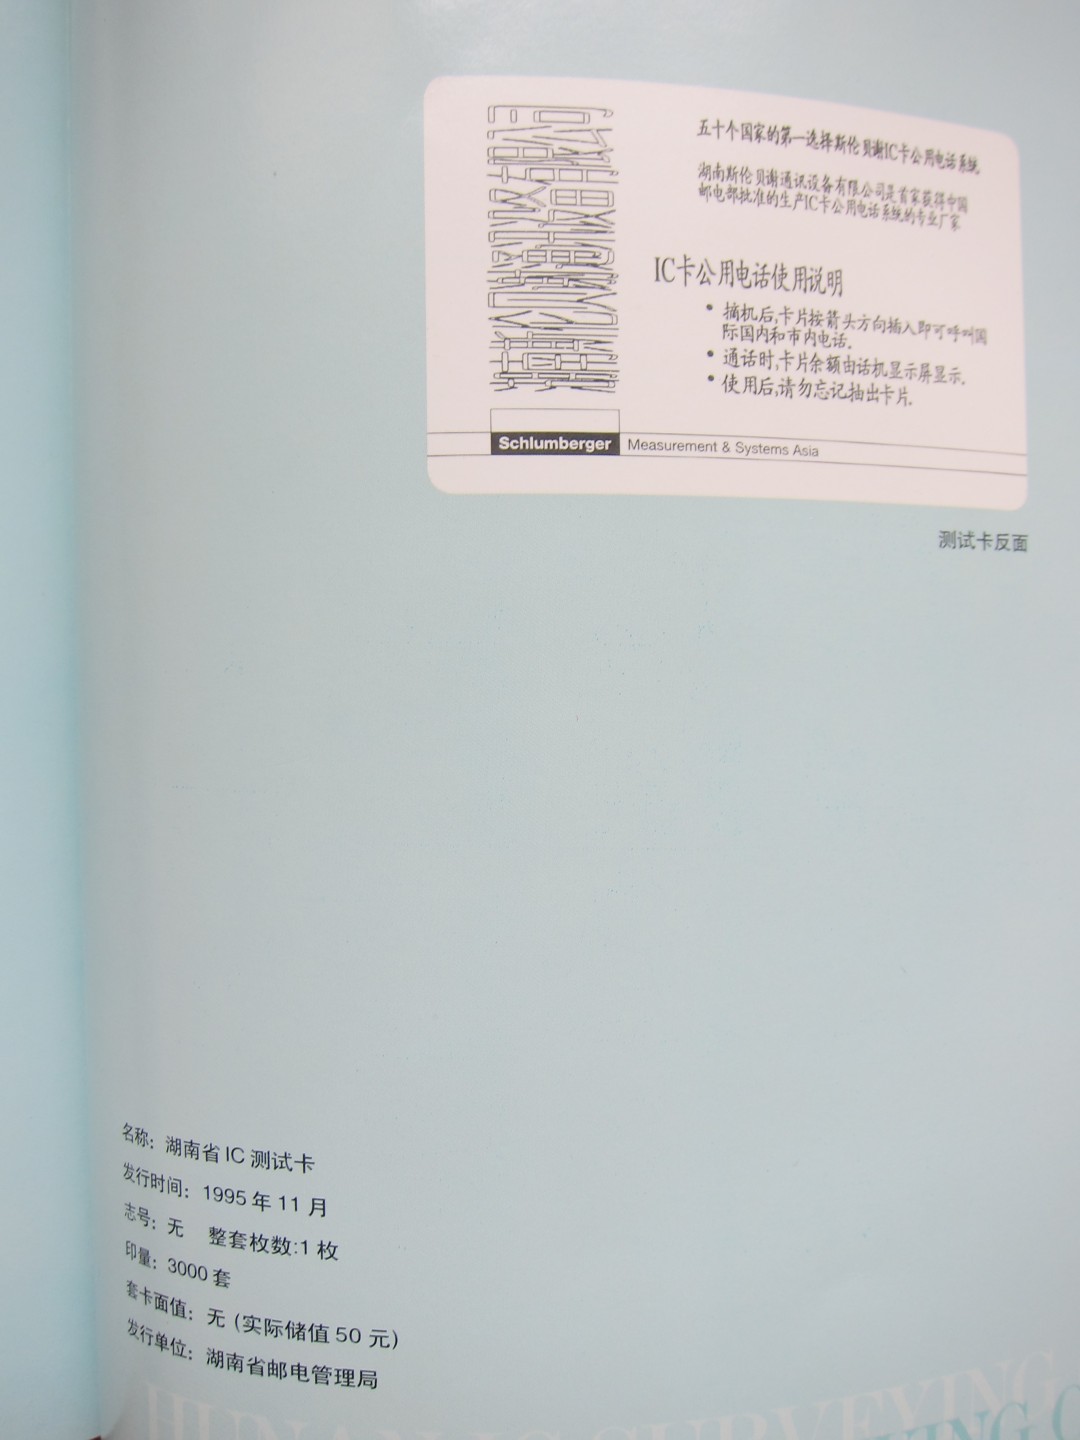 五十个国家的第一选择斯伦贝谢IC卡公用电话系统
湖南斯伦贝谢通讯设备有限公司是首家获得中国
邮电部批准的生产IC卡公用电话系统的专业厂家
IC卡公用电话使用说明
• 摘机后,卡片按箭头方向插入即可呼叫国
际国内和市内电话.
• 通话时,卡片余额由话机显示屏显示.
• 使用后,请勿忘记抽出卡片.
Schlumberger Measurement & Systems Asia
测试卡反面
名称：湖南省 IC 测试卡
发行时间：1995 年 11 月
志号：无 整套枚数:1 枚
印量：3000 套
套卡面值：无 (实际储值 50 元)
发行单位：湖南省邮电管理局
HUNAN IC SURVEYING